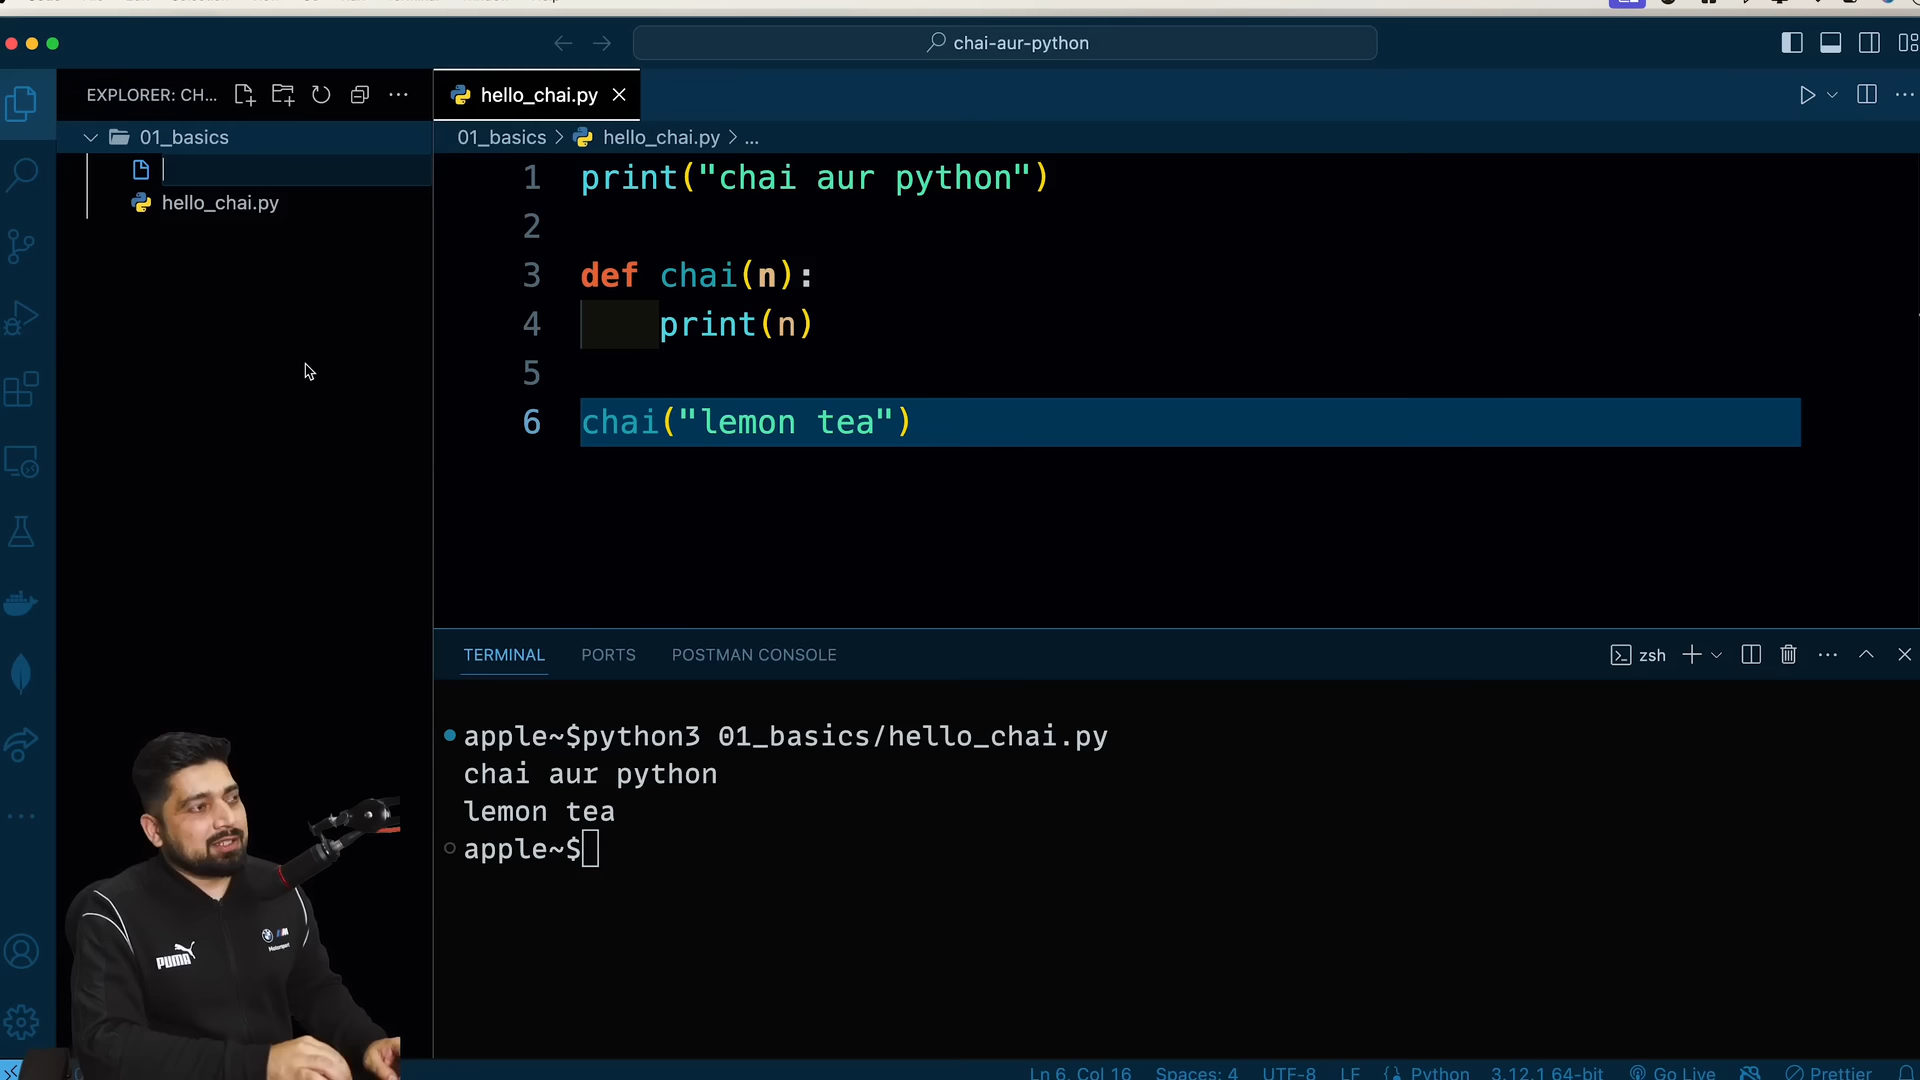 chai-aur-python
EXPLORER: CH...
hello_chai.py
01_basics
01_basics > hello_chai.py > ...
hello_chai.py
1 print("chai aur python")
2
3 def chai(n):
4 print(n)
5
6 chai("lemon tea")
TERMINAL PORTS POSTMAN CONSOLE
zsh
apple~$python3 01_basics/hello_chai.py
chai aur python
lemon tea
apple~$
PUMA
Motorsport
Ln 6, Col 16 Spaces: 4 UTF-8 LF Python 3.12.1 64-bit Go Live Prettier